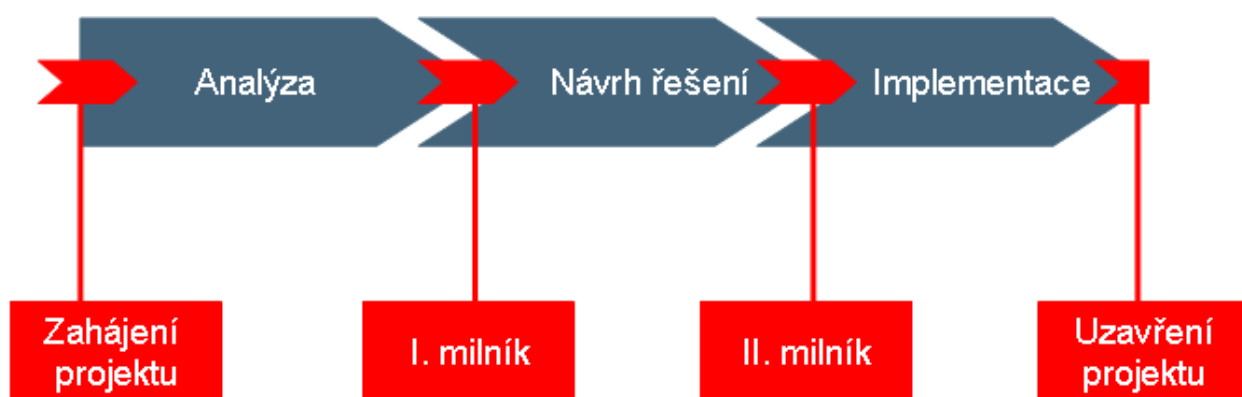 Analýza
Návrh řešení
Implementace
Zahájení
projektu
I. milník
II. milník
Uzavření
projektu